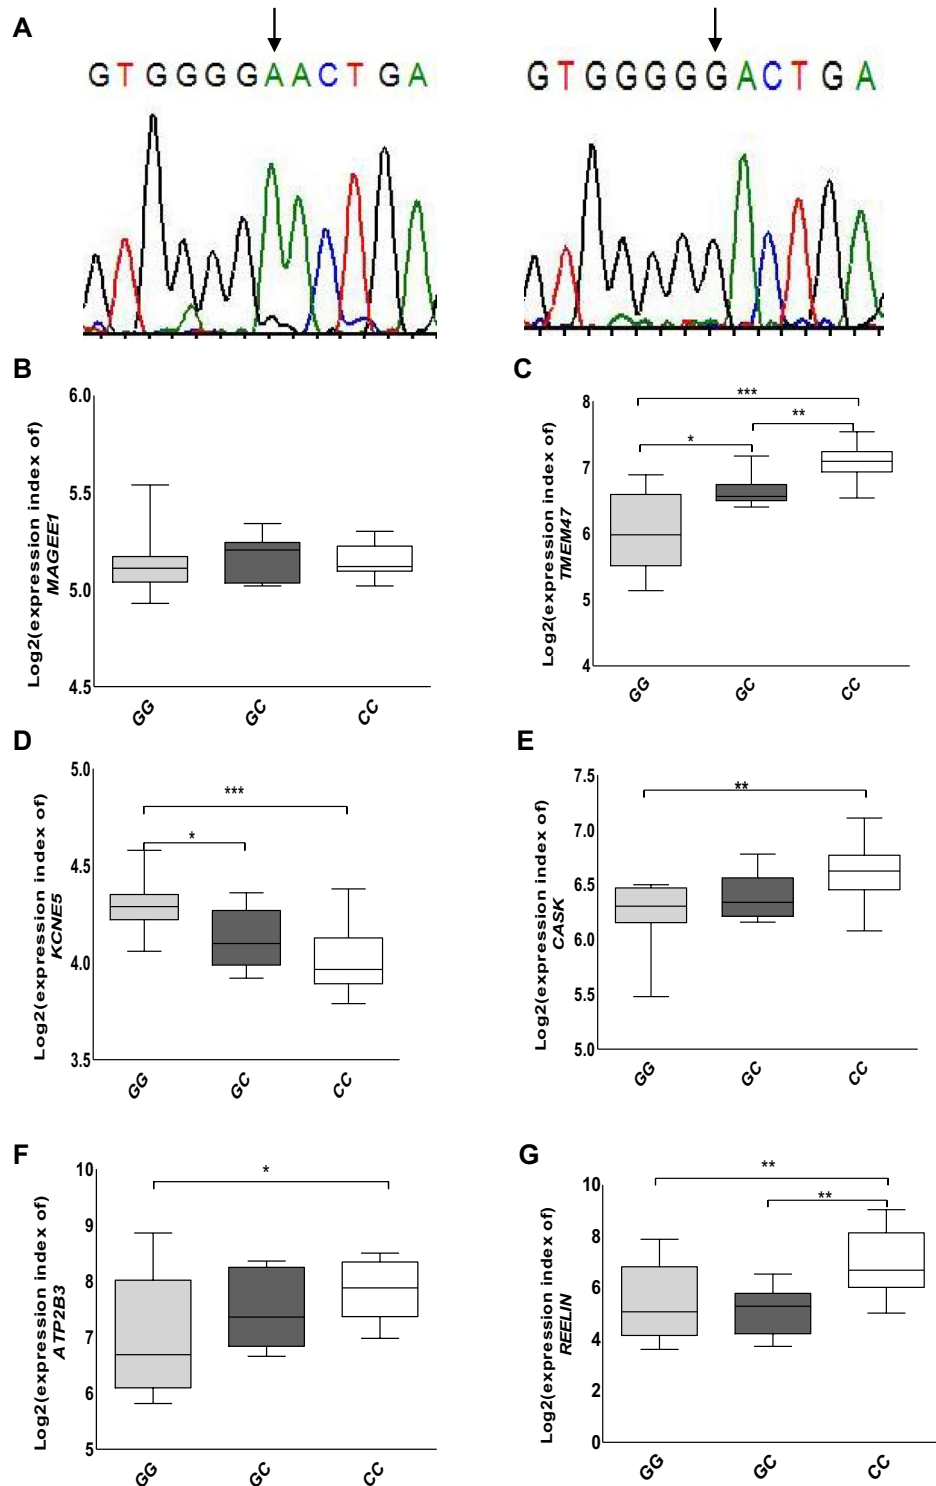 A
G T G G G G A A C T G A
G T G G G G G A C T G A
B
Log2(expression index of)
MAGEE1
6.0
5.5
5.0
4.5
GG
GC
CC
C
Log2(expression index of)
TMEM47
8
7
6
5
4
***
**
*
GG
GC
CC
D
Log2(expression index of)
KCNE5
5.0
4.5
4.0
3.5
***
*
GG
GC
CC
E
Log2(expression index of)
CASK
7.5
7.0
6.5
6.0
5.5
5.0
**
GG
GC
CC
F
Log2(expression index of)
ATP2B3
10
9
8
7
6
5
*
GG
GC
CC
G
Log2(expression index of)
REELIN
10
8
6
4
2
0
**
**
GG
GC
CC